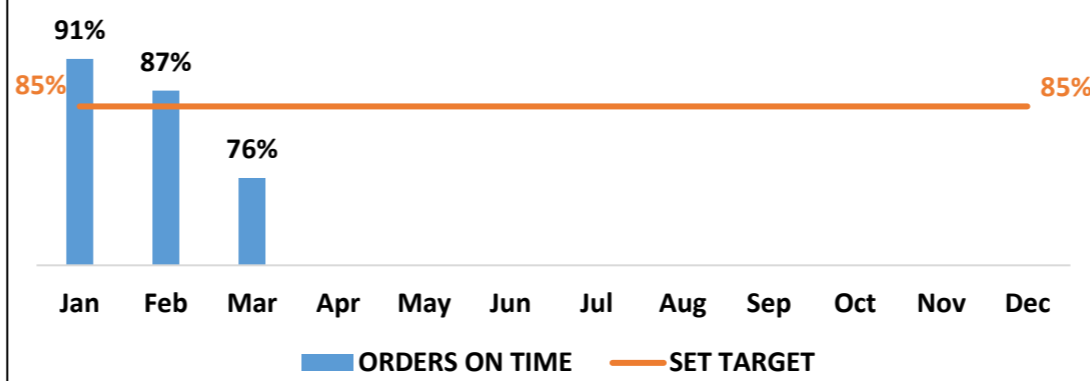 91%
87%
85%
85%
76%
Jan Feb Mar Apr May Jun Jul Aug Sep Oct Nov Dec
ORDERS ON TIME SET TARGET